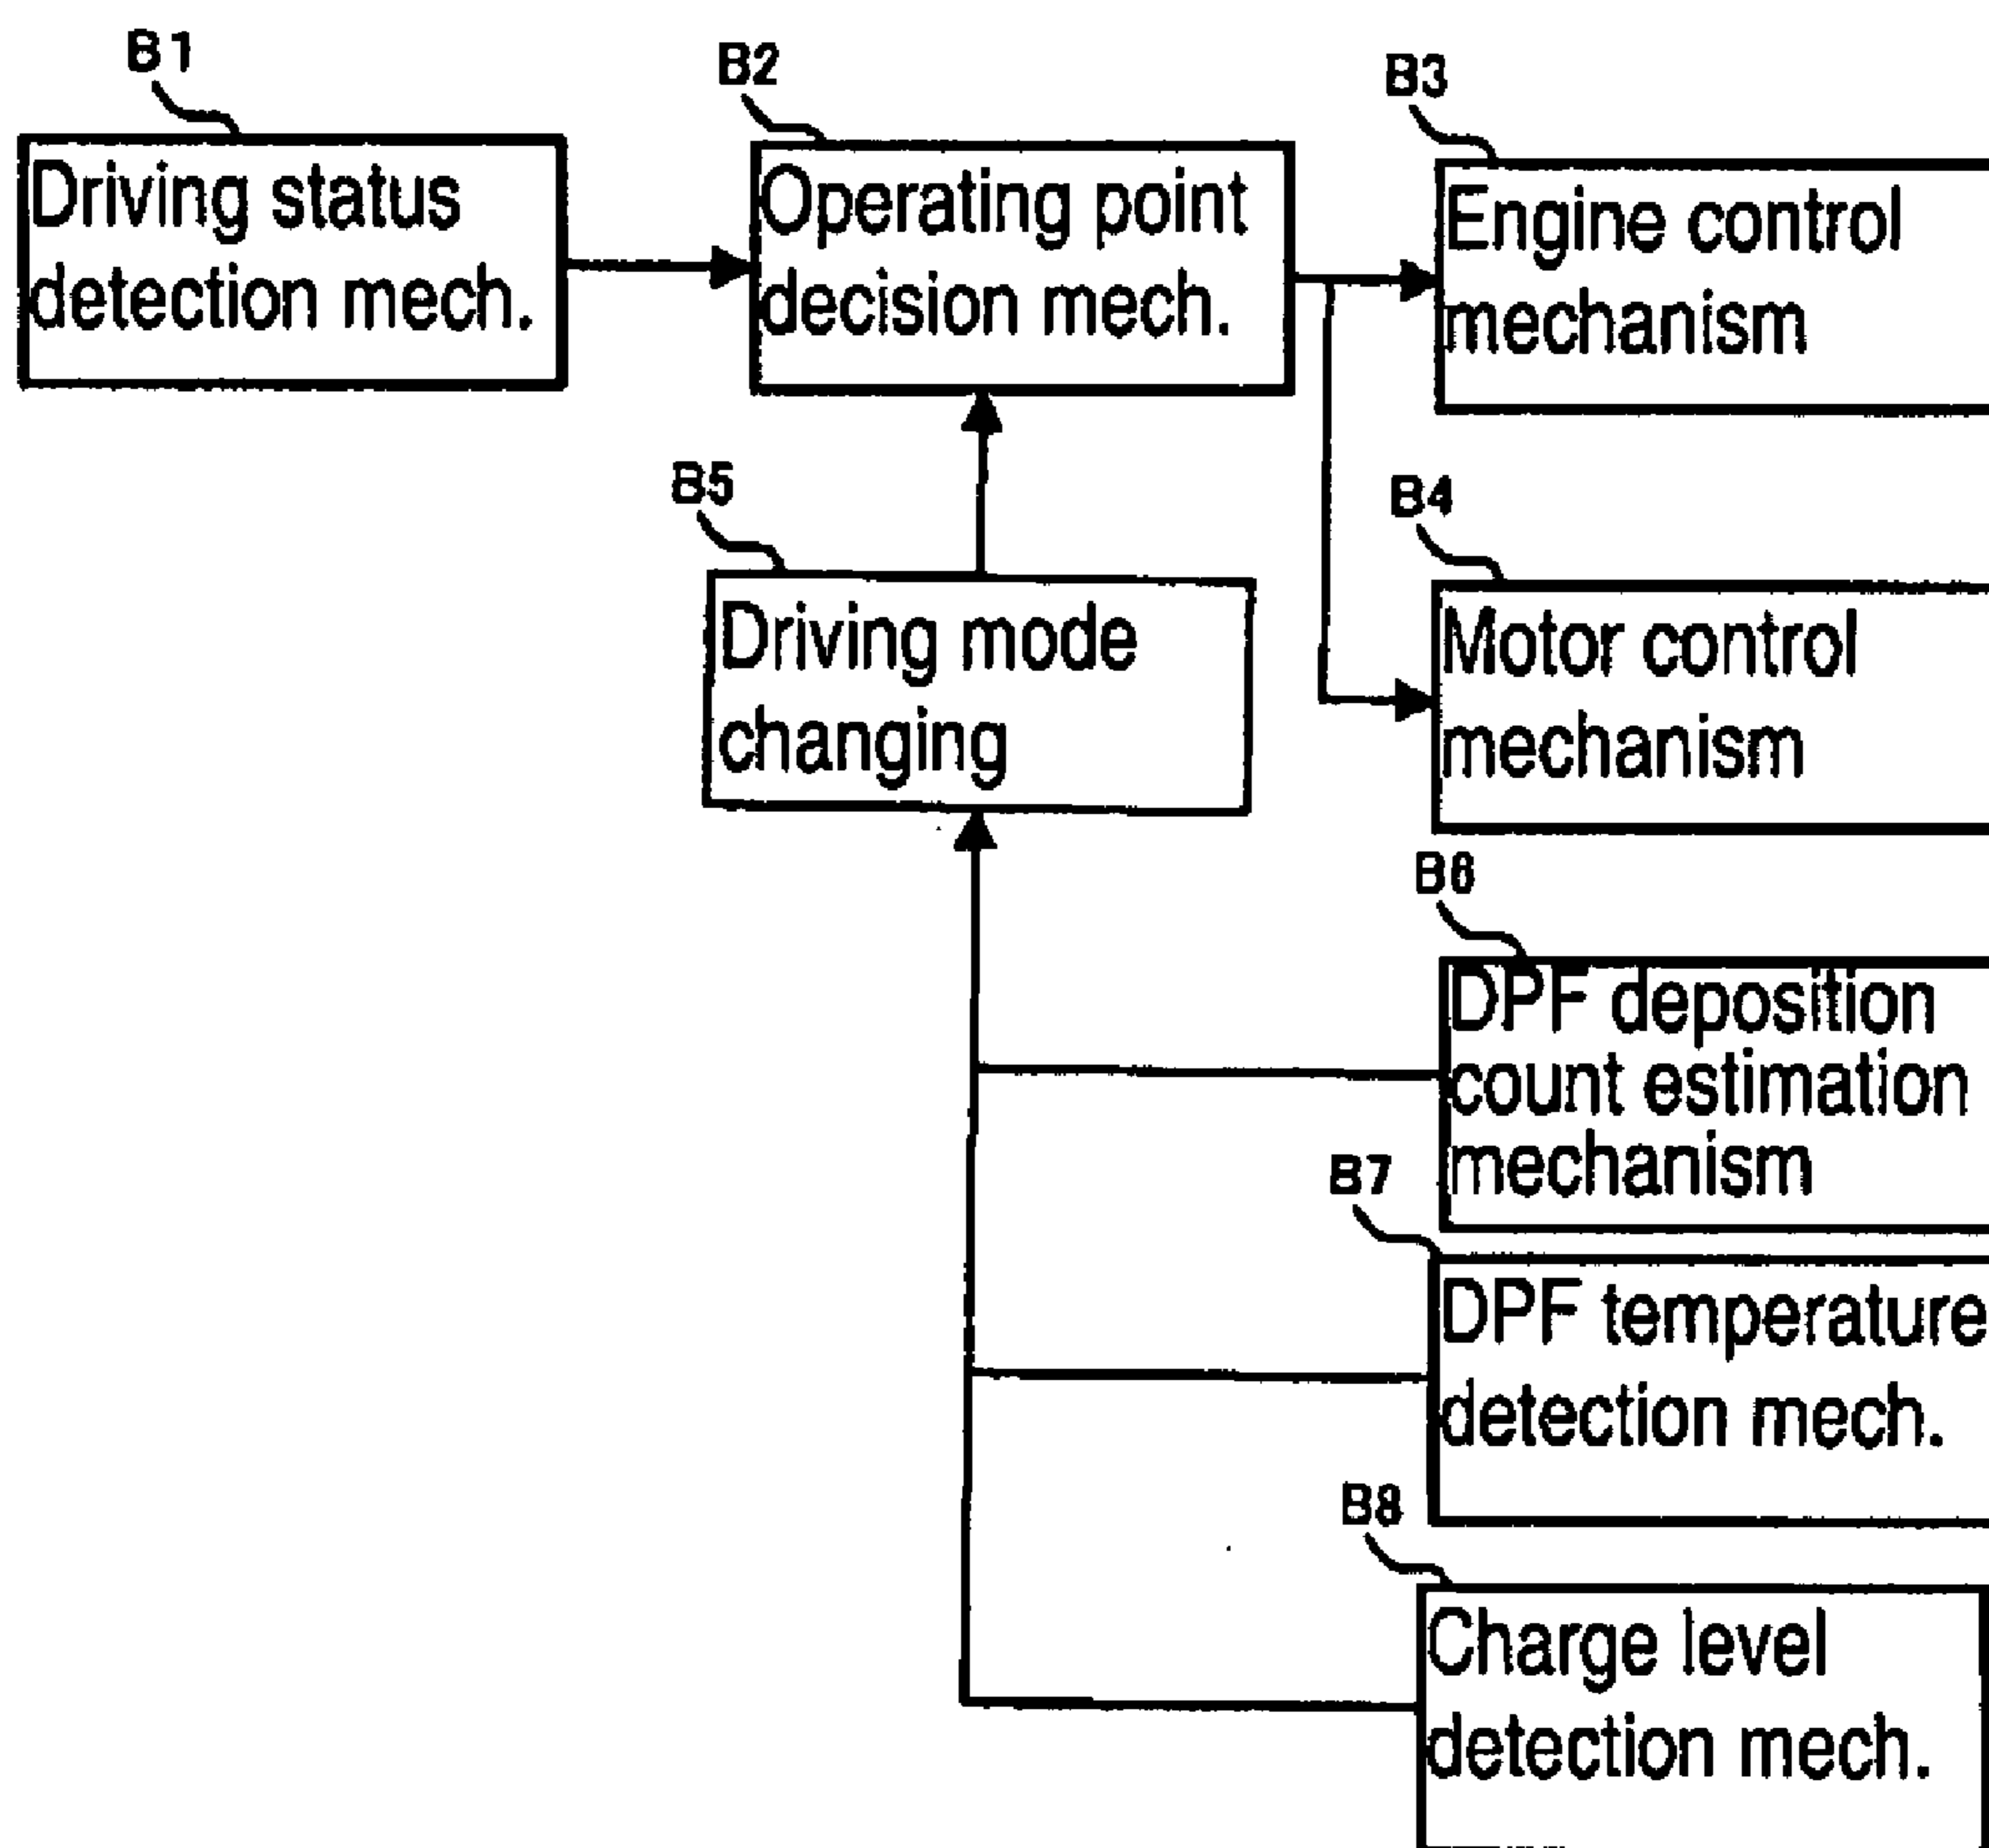 B1
Driving status
detection mech.
B2
Operating point
decision mech.
B3
Engine control
mechanism
B5
Driving mode
changing
B4
Motor control
mechanism
B6
DPF deposition
count estimation
mechanism
B7
DPF temperature
detection mech.
B8
Charge level
detection mech.